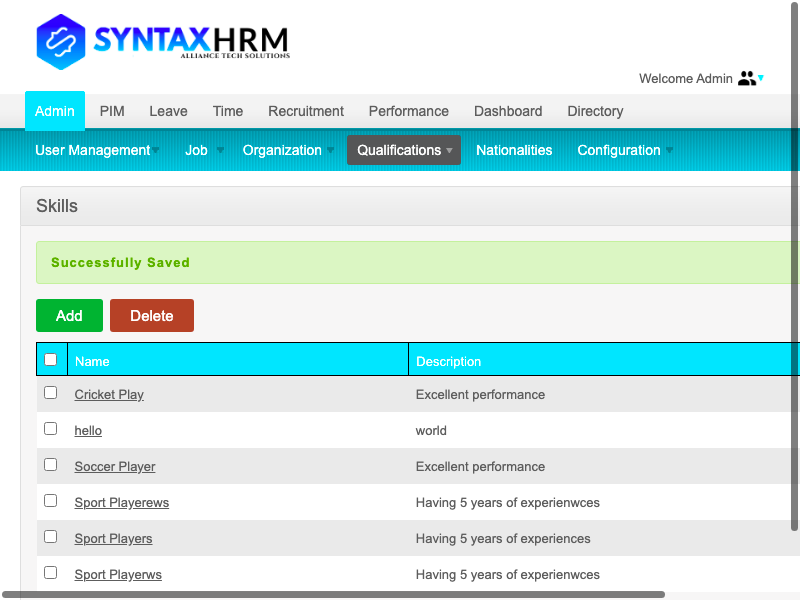 SYNTAXHRM
ALLIANCE TECH SOLUTIONS
Welcome Admin
Admin PIM Leave Time Recruitment Performance Dashboard Directory
User Management Job Organization Qualifications Nationalities Configuration
Skills
Successfully Saved
Add Delete
Name Description
Cricket Play Excellent performance
hello world
Soccer Player Excellent performance
Sport Playerews Having 5 years of experienwces
Sport Players Having 5 years of experiences
Sport Playerws Having 5 years of experienwces